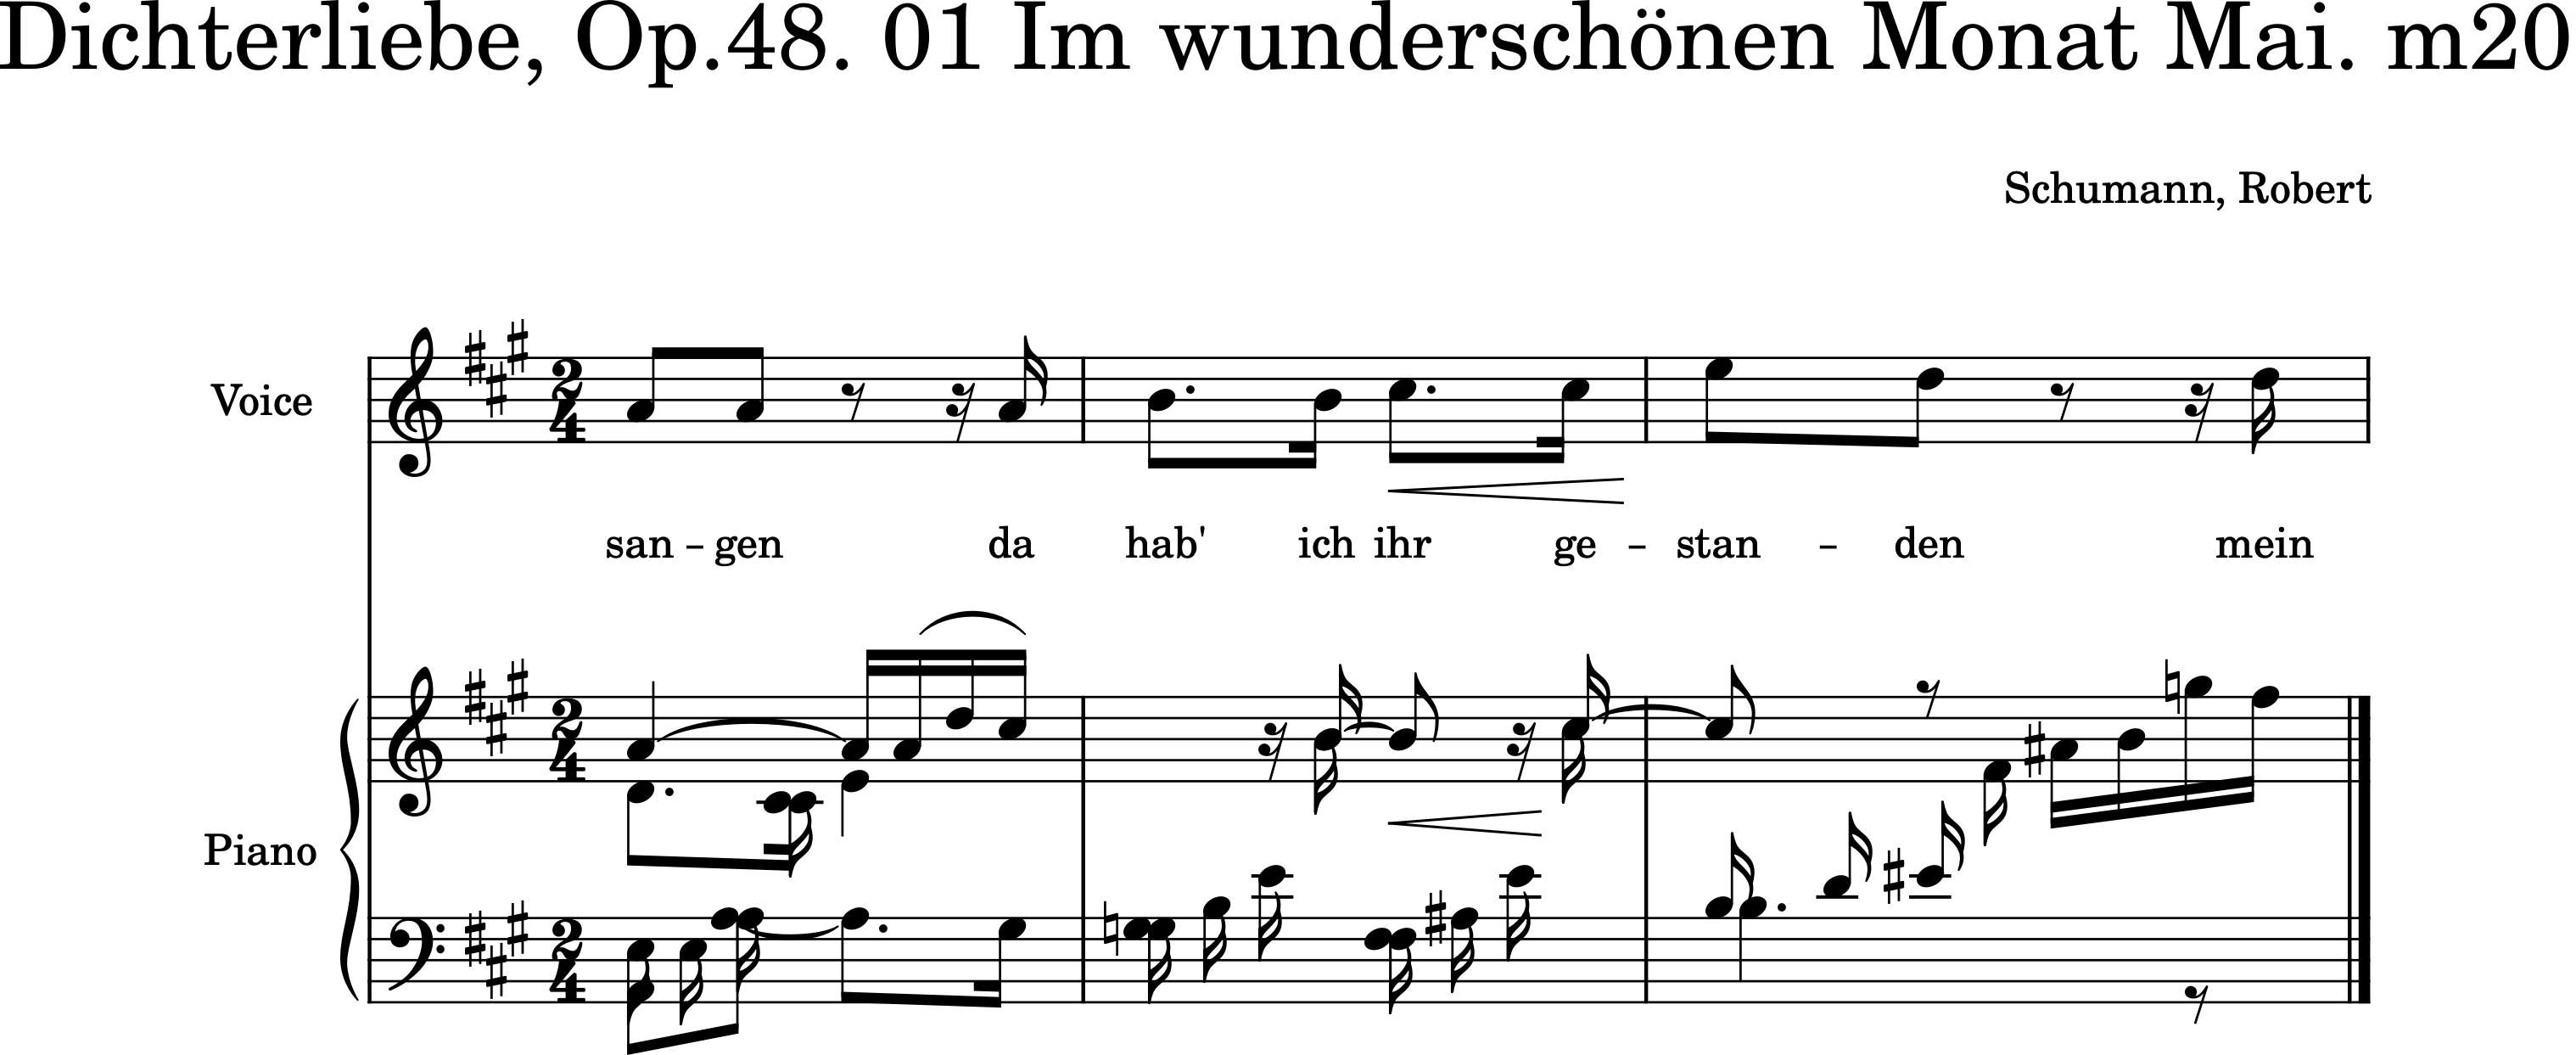 Dichterliebe, Op.48. 01 Im wunderschönen Monat Mai. m20
Schumann, Robert
Voice
san - gen da hab' ich ihr ge - stan - den mein
Piano